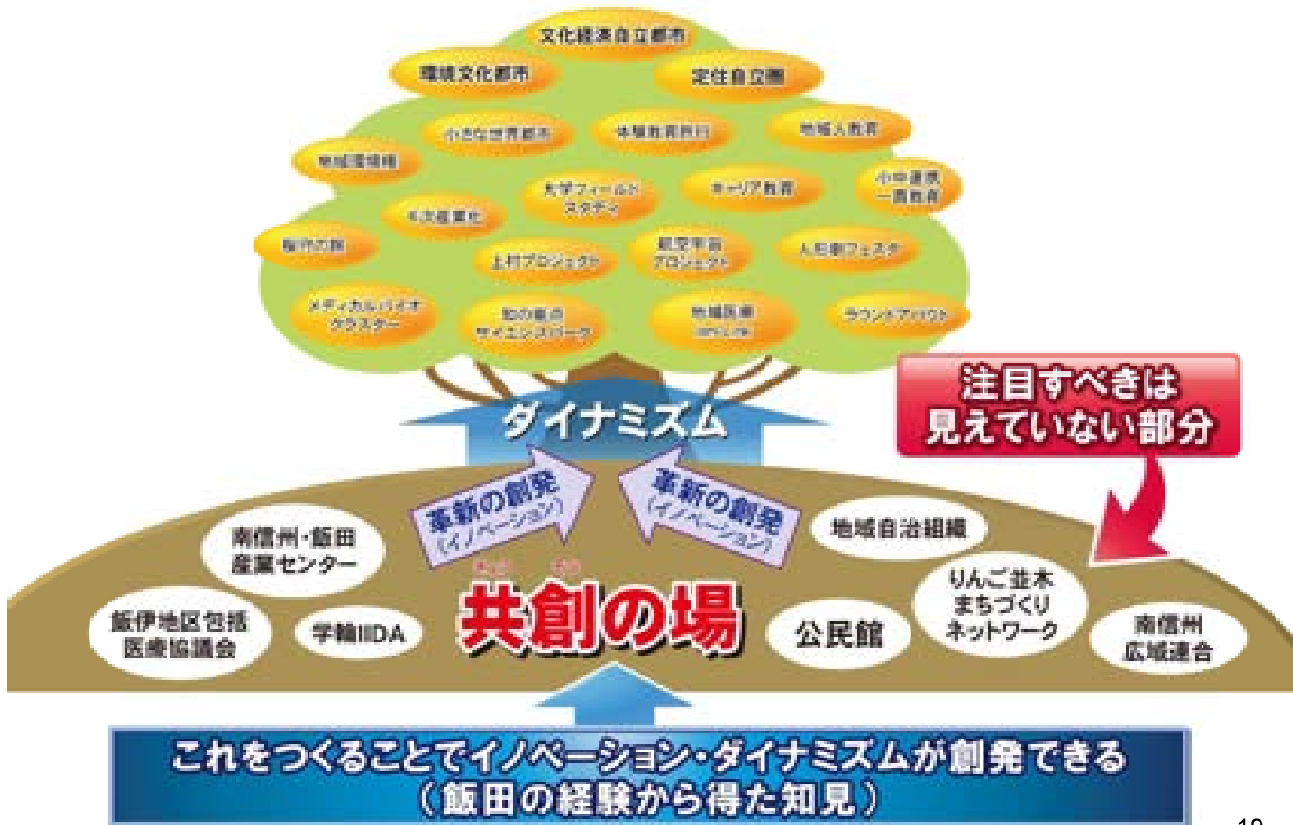 文化経済自立都市
環境文化都市
定住自立圏
小さな世界都市
体験教育旅行
地域人教育
地域環境権
大学フィールド
スタディ
キャリア教育
小中連携
一貫教育
6次産業化
桜守の旅
上村プロジェクト
航空宇宙
プロジェクト
人形劇フェスタ
メディカルバイオ
クラスター
知の拠点
サイエンスパーク
地域医療
ラウンドアバウト
ダイナミズム
注目すべきは
見えていない部分
革新の創発
(イノベーション)
革新の創発
(イノベーション)
南信州・飯田
産業センター
地域自治組織
飯伊地区包括
医療協議会
学輪IIDA
共創の場
公民館
りんご並木
まちづくり
ネットワーク
南信州
広域連合
これをつくることでイノベーション・ダイナミズムが創発できる
(飯田の経験から得た知見)